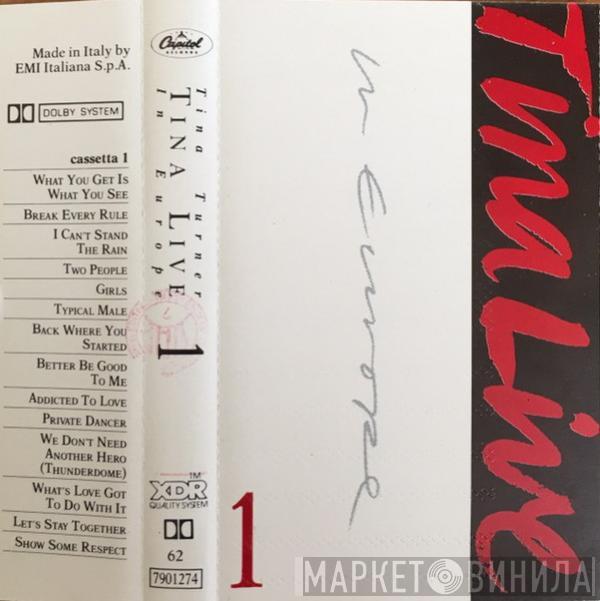 Made in Italy by
EMI Italiana S.p.A.
DOLBY SYSTEM
cassetta 1
WHAT YOU GET IS
WHAT YOU SEE
BREAK EVERY RULE
I CAN'T STAND
THE RAIN
TWO PEOPLE
GIRLS
TYPICAL MALE
BACK WHERE YOU
STARTED
BETTER BE GOOD
TO ME
ADDICTED TO LOVE
PRIVATE DANCER
WE DON'T NEED
ANOTHER HERO
(THUNDERDOME)
WHAT'S LOVE GOT
TO DO WITH IT
LET'S STAY TOGETHER
SHOW SOME RESPECT
Capitol
RECORDS
Tina Turner
TINA LIVE
In Europe
1
TM
XDR
QUALITY SYSTEM
62
7901274
in Europe
1
Tina Live
МАРКЕТ ВИНИЛА